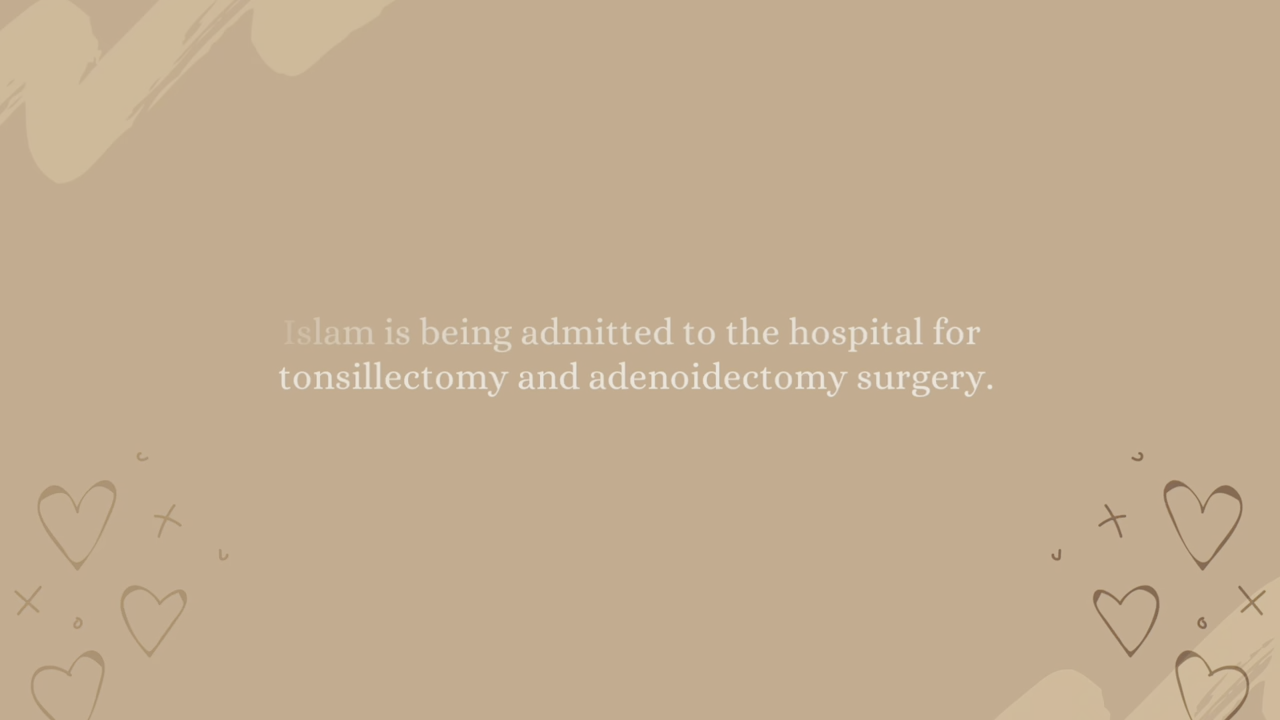 Islam is being admitted to the hospital for
tonsillectomy and adenoidectomy surgery.